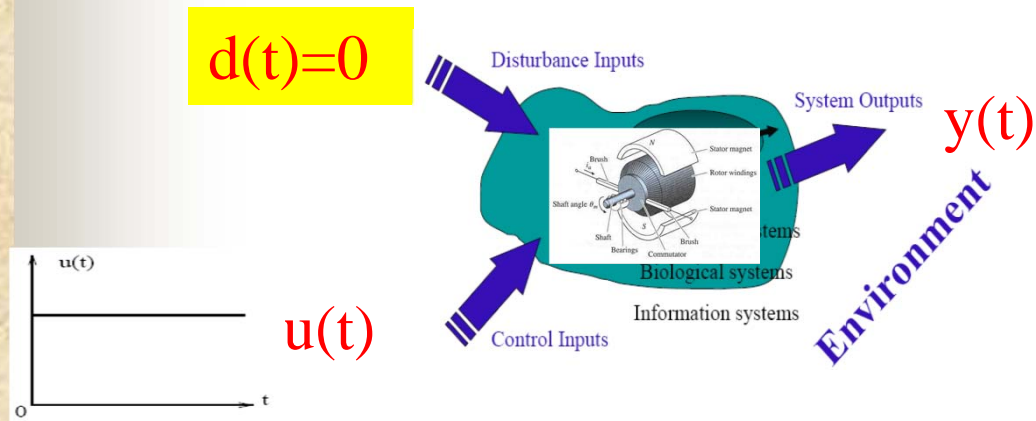 d(t)=0
Disturbance Inputs
System Outputs
y(t)
N
Stator magnet
Brush
Rotor windings
Shaft angle θm
Stator magnet
S
Shaft
Brush
Bearings
Commutator
stems
Biological systems
Information systems
Environment
u(t)
u(t)
Control Inputs
O
t